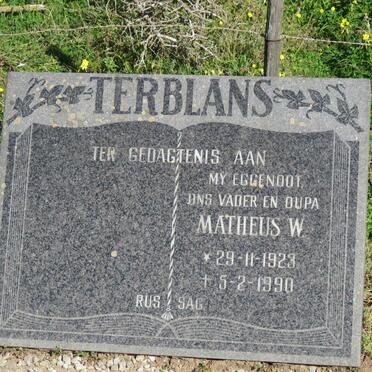 TERBLANS
TER GEDAGTENIS AAN
MY EGGENOOT,
ONS VADER EN OUPA
MATHEUS W.
* 29-11-1923
† 5-2-1990
RUS SAG